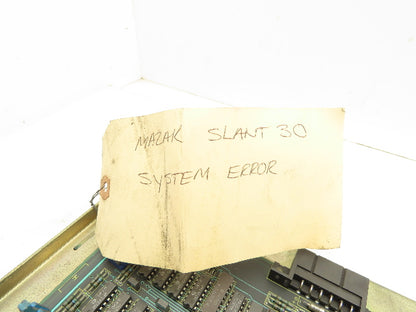 MAZAK SLANT 30
SYSTEM ERROR